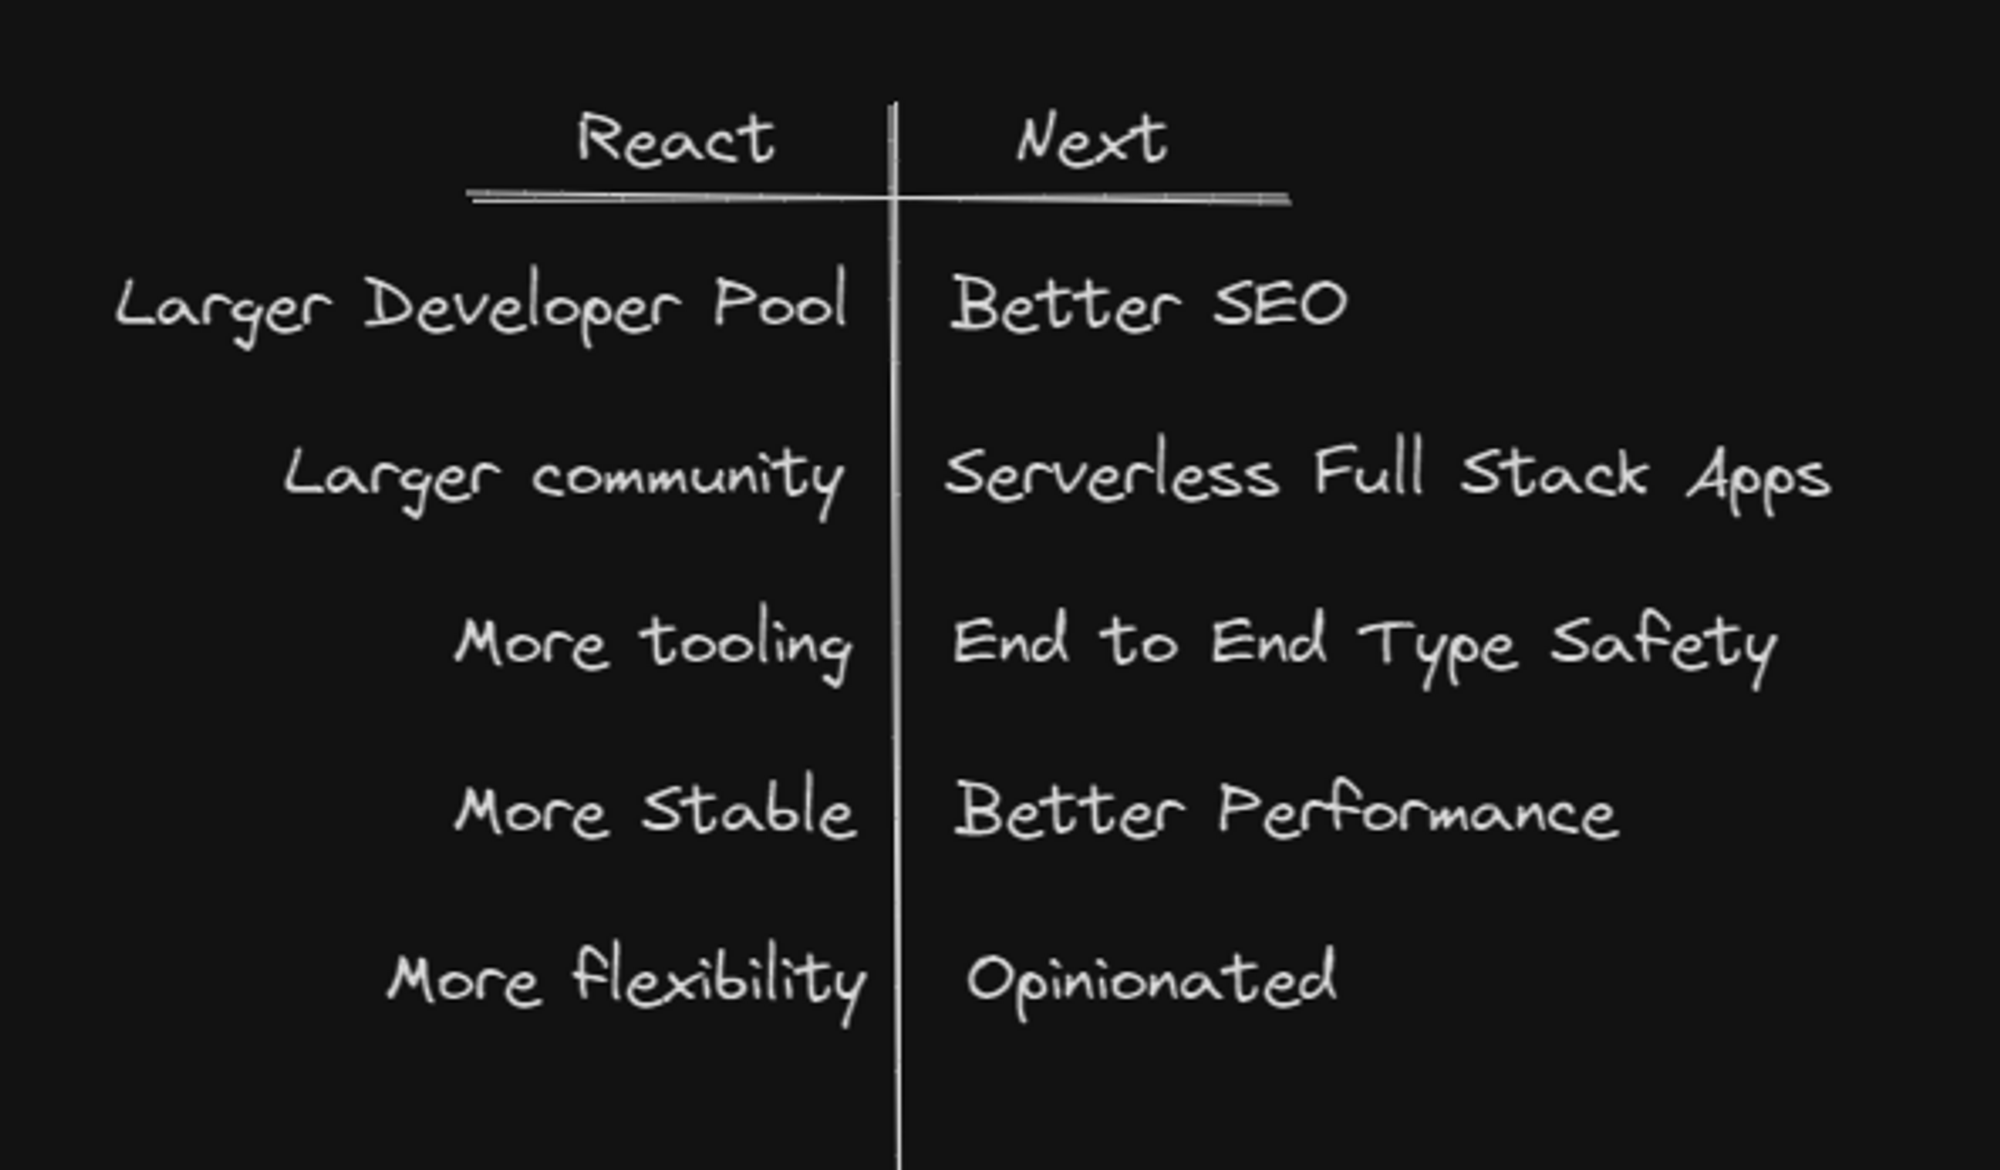 React Next
Larger Developer Pool Better SEO
Larger community Serverless Full Stack Apps
More tooling End to End Type Safety
More Stable Better Performance
More flexibility Opinionated